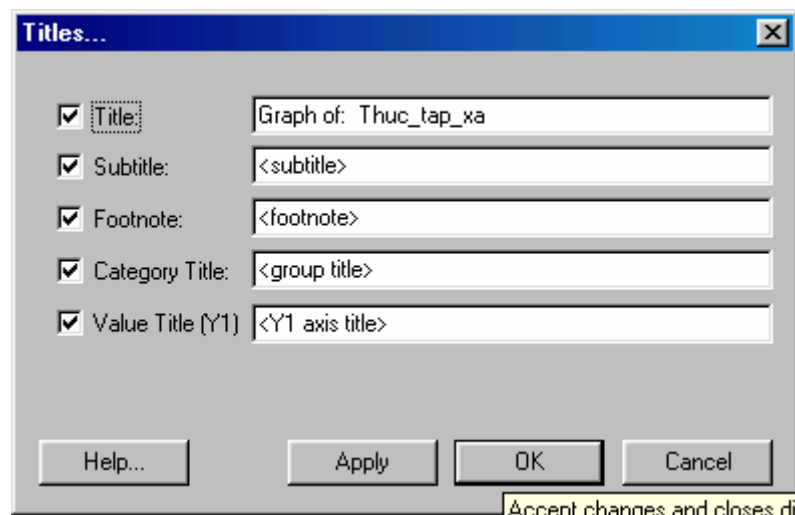 Titles...
Title: Graph of: Thuc_tap_xa
Subtitle: <subtitle>
Footnote: <footnote>
Category Title: <group title>
Value Title (Y1) <Y1 axis title>
Help... Apply OK Cancel
Accept changes and closes di